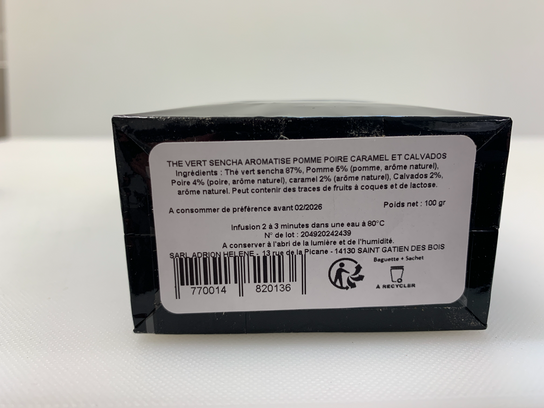 THE VERT SENCHA AROMATISE POMME POIRE CARAMEL ET CALVADOS
Ingrédients : Thé vert sencha 87%, Pomme 5% (pomme, arôme naturel),
Poire 4% (poire, arôme naturel), caramel 2% (arôme naturel), Calvados 2%,
arôme naturel. Peut contenir des traces de fruits à coques et de lactose.
A consommer de préférence avant 02/2026
Poids net : 100 gr
Infusion 2 à 3 minutes dans une eau à 80°C
N° de lot : 204920242439
A conserver à l'abri de la lumière et de l'humidité.
SARL ADRION HELENE - 13 rue de la Picane - 14130 SAINT GATIEN DES BOIS
770014 820136
Baguette + Sachet
À RECYCLER